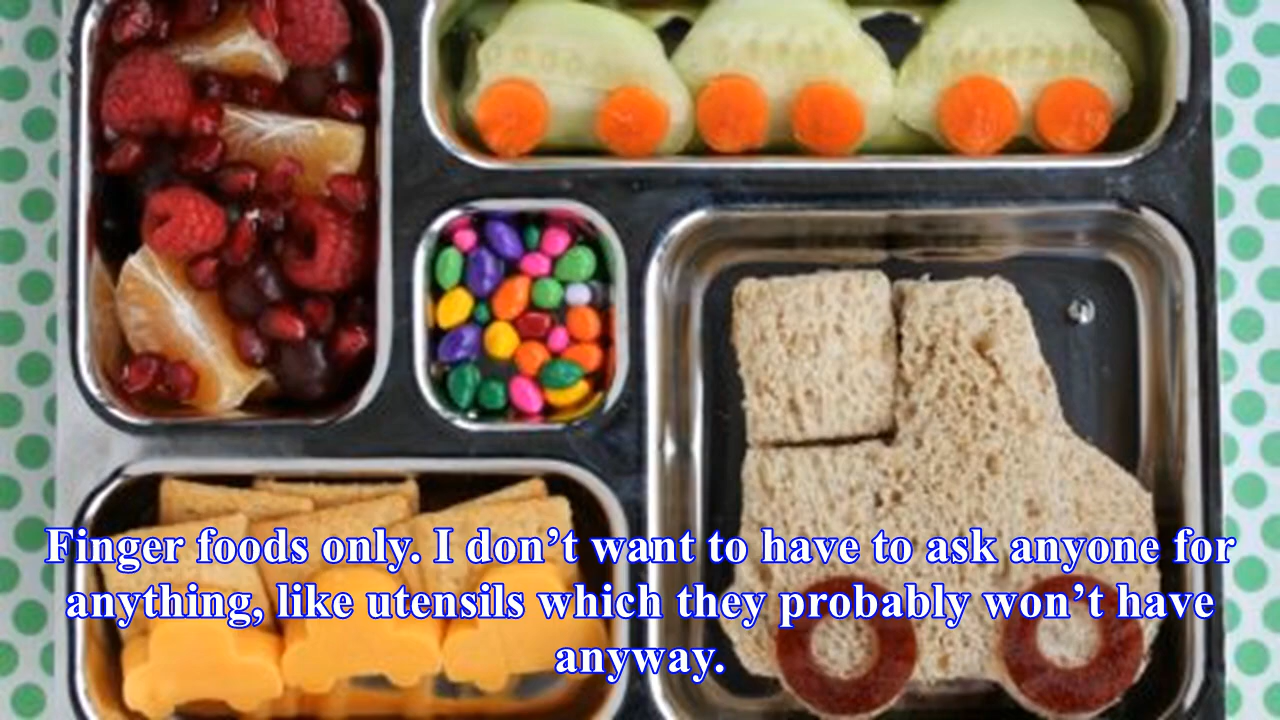 Finger foods only. I don’t want to have to ask anyone for
anything, like utensils which they probably won’t have
anyway.